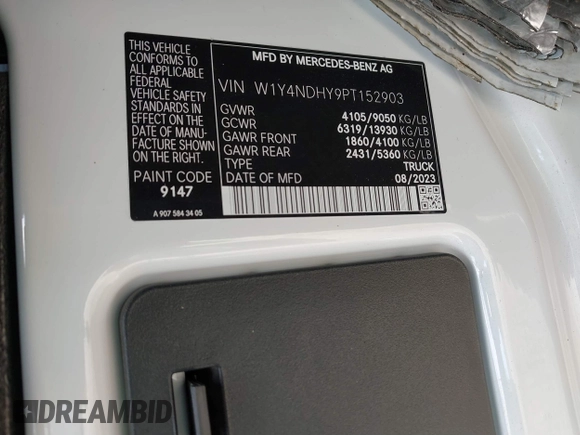 THIS VEHICLE
CONFORMS TO
ALL APPLICABLE
FEDERAL
MOTOR VEHICLE
SAFETY
STANDARDS IN
EFFECT ON THE
DATE OF MANU-
FACTURE SHOWN
ON THE RIGHT.
PAINT CODE
9147
A 907 584 34 05
MFD BY MERCEDES-BENZ AG
VIN W1Y4NDHY9PT152903
GVWR 4105/9050 KG/LB
GCWR 6319/13930 KG/LB
GAWR FRONT 1860/4100 KG/LB
GAWR REAR 2431/5360 KG/LB
TYPE TRUCK
DATE OF MFD 08/2023
DREAMBID